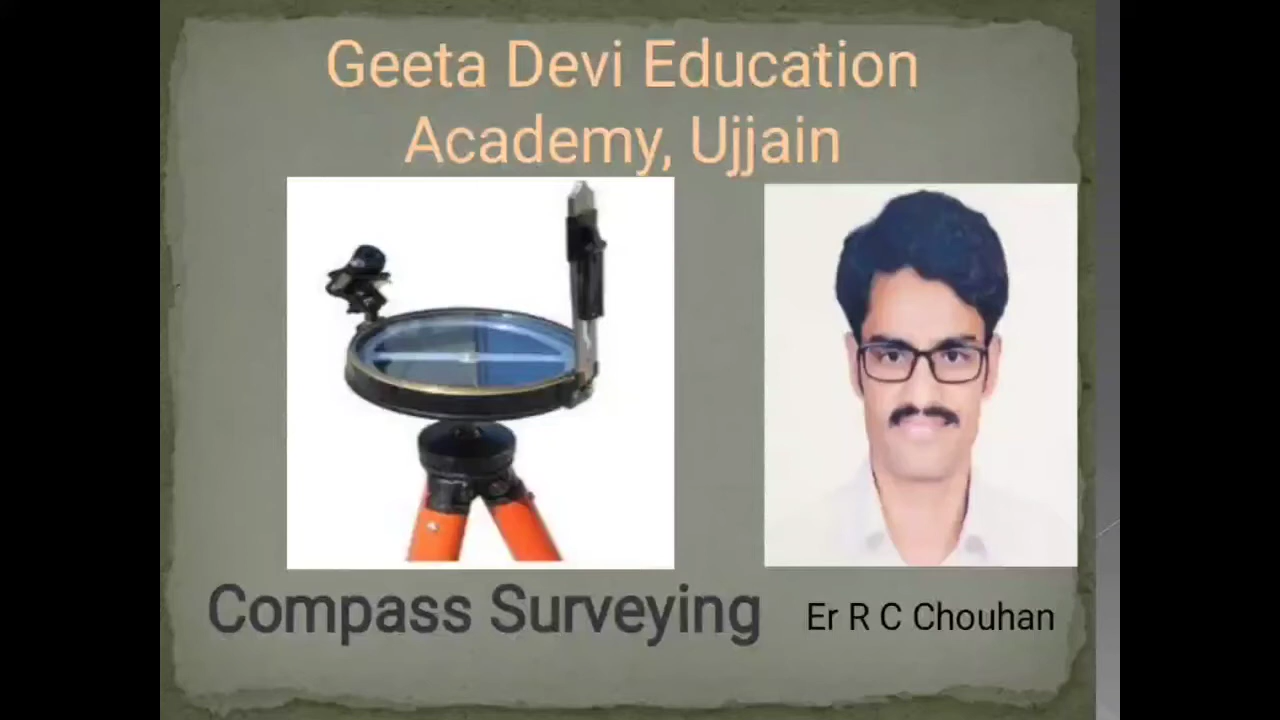 Geeta Devi Education
Academy, Ujjain
Compass Surveying
Er R C Chouhan